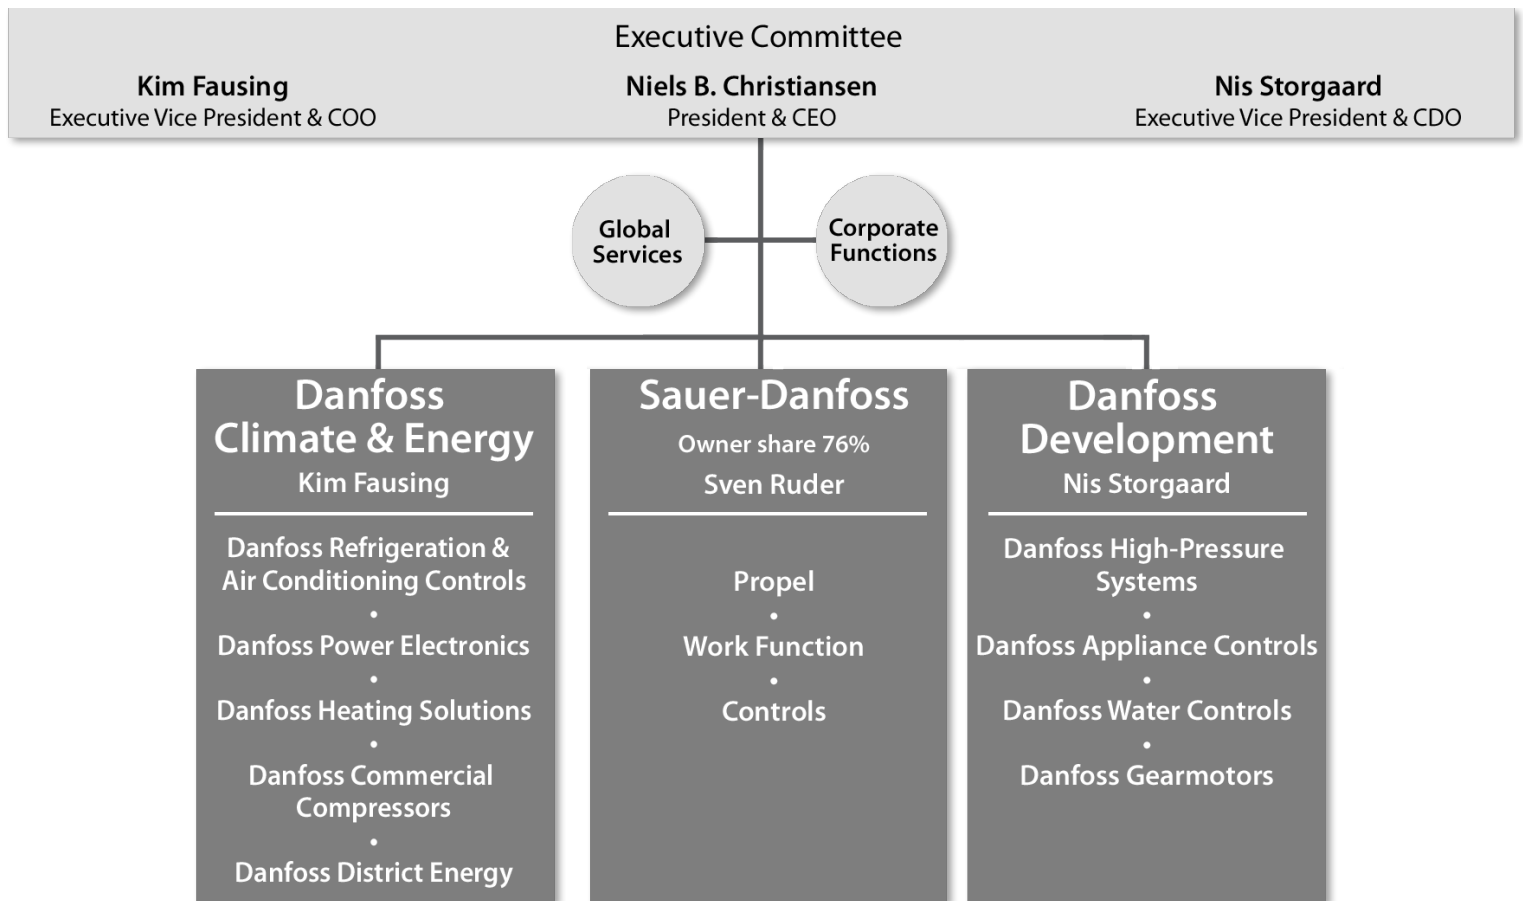 Executive Committee
Kim Fausing
Executive Vice President & COO
Niels B. Christiansen
President & CEO
Nis Storgaard
Executive Vice President & CDO
Global
Services
Corporate
Functions
Danfoss
Climate & Energy
Kim Fausing
Danfoss Refrigeration &
Air Conditioning Controls
•
Danfoss Power Electronics
•
Danfoss Heating Solutions
•
Danfoss Commercial
Compressors
•
Danfoss District Energy
Sauer-Danfoss
Owner share 76%
Sven Ruder
Propel
•
Work Function
•
Controls
Danfoss
Development
Nis Storgaard
Danfoss High-Pressure
Systems
•
Danfoss Appliance Controls
•
Danfoss Water Controls
•
Danfoss Gearmotors